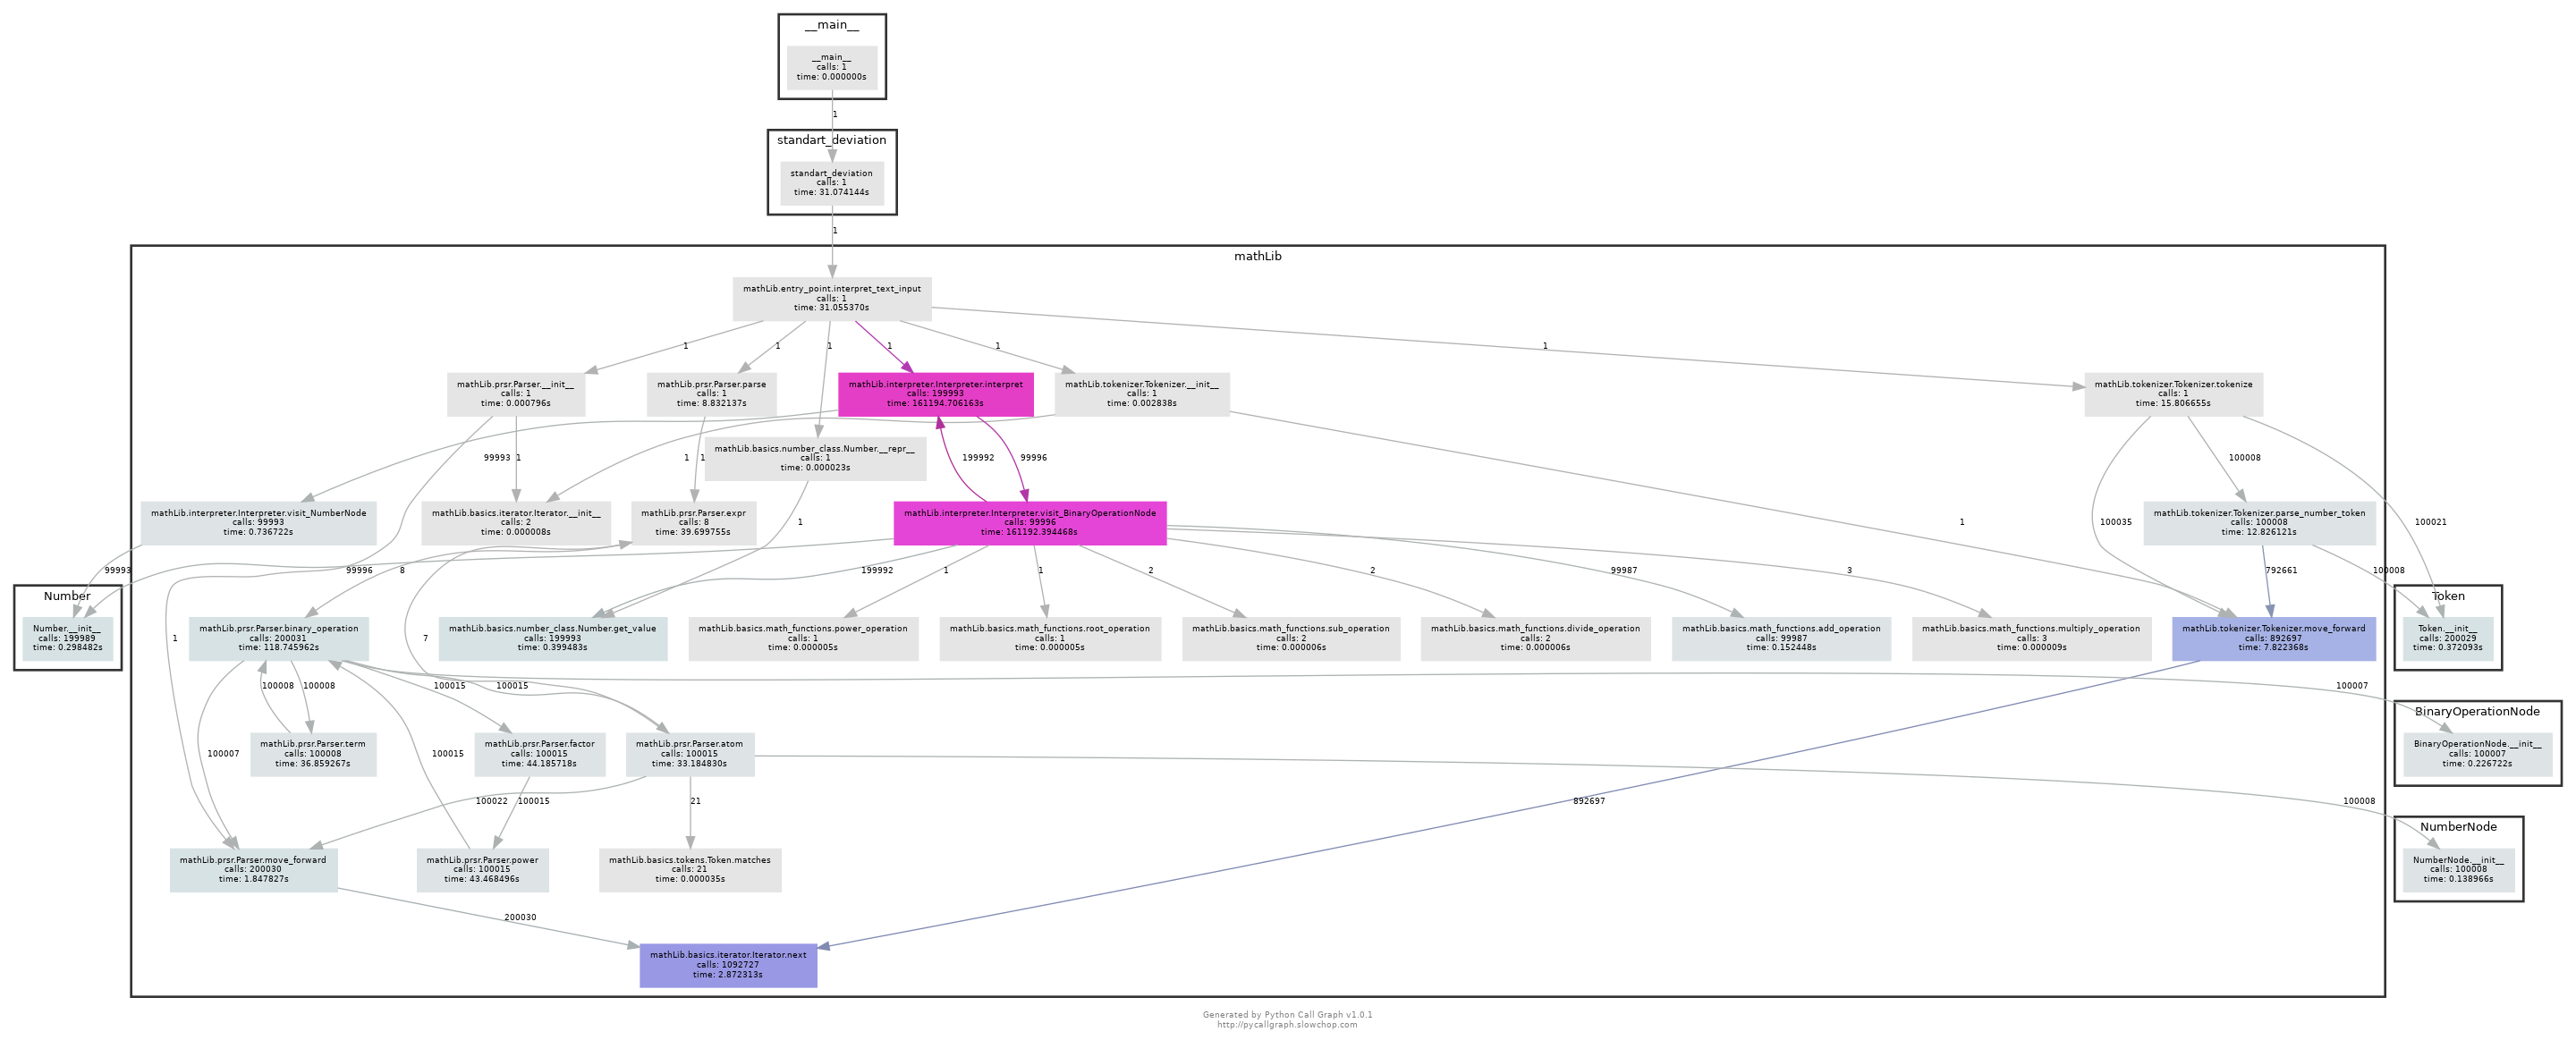 __main__
__main__
calls: 1
time: 0.000000s
1
standart_deviation
standart_deviation
calls: 1
time: 31.074144s
1
mathLib
mathLib.entry_point.interpret_text_input
calls: 1
time: 31.055370s
1
1
1
1
1
1
mathLib.prsr.Parser.__init__
calls: 1
time: 0.000796s
mathLib.prsr.Parser.parse
calls: 1
time: 8.832137s
mathLib.interpreter.Interpreter.interpret
calls: 199993
time: 161194.706163s
mathLib.tokenizer.Tokenizer.__init__
calls: 1
time: 0.002838s
mathLib.tokenizer.Tokenizer.tokenize
calls: 1
time: 15.806655s
mathLib.basics.number_class.Number.__repr__
calls: 1
time: 0.000023s
99993
1
1
1
199992
99996
100008
mathLib.interpreter.Interpreter.visit_NumberNode
calls: 99993
time: 0.736722s
mathLib.basics.iterator.Iterator.__init__
calls: 2
time: 0.000008s
mathLib.prsr.Parser.expr
calls: 8
time: 39.699755s
1
mathLib.interpreter.Interpreter.visit_BinaryOperationNode
calls: 99996
time: 161192.394468s
1
100035
mathLib.tokenizer.Tokenizer.parse_number_token
calls: 100008
time: 12.826121s
100021
99993
99996
8
199992
1
1
2
2
99987
3
792661
100008
Number
Number.__init__
calls: 199989
time: 0.298482s
1
mathLib.prsr.Parser.binary_operation
calls: 200031
time: 118.745962s
7
mathLib.basics.number_class.Number.get_value
calls: 199993
time: 0.399483s
mathLib.basics.math_functions.power_operation
calls: 1
time: 0.000005s
mathLib.basics.math_functions.root_operation
calls: 1
time: 0.000005s
mathLib.basics.math_functions.sub_operation
calls: 2
time: 0.000006s
mathLib.basics.math_functions.divide_operation
calls: 2
time: 0.000006s
mathLib.basics.math_functions.add_operation
calls: 99987
time: 0.152448s
mathLib.basics.math_functions.multiply_operation
calls: 3
time: 0.000009s
mathLib.tokenizer.Tokenizer.move_forward
calls: 892697
time: 7.822368s
Token
Token.__init__
calls: 200029
time: 0.372093s
100008
100008
100015
100015
100007
100007
mathLib.prsr.Parser.term
calls: 100008
time: 36.859267s
100015
mathLib.prsr.Parser.factor
calls: 100015
time: 44.185718s
mathLib.prsr.Parser.atom
calls: 100015
time: 33.184830s
BinaryOperationNode
BinaryOperationNode.__init__
calls: 100007
time: 0.226722s
100022
100015
21
892697
100008
mathLib.prsr.Parser.move_forward
calls: 200030
time: 1.847827s
mathLib.prsr.Parser.power
calls: 100015
time: 43.468496s
mathLib.basics.tokens.Token.matches
calls: 21
time: 0.000035s
NumberNode
NumberNode.__init__
calls: 100008
time: 0.138966s
200030
mathLib.basics.iterator.Iterator.next
calls: 1092727
time: 2.872313s
Generated by Python Call Graph v1.0.1
http://pycallgraph.slowchop.com